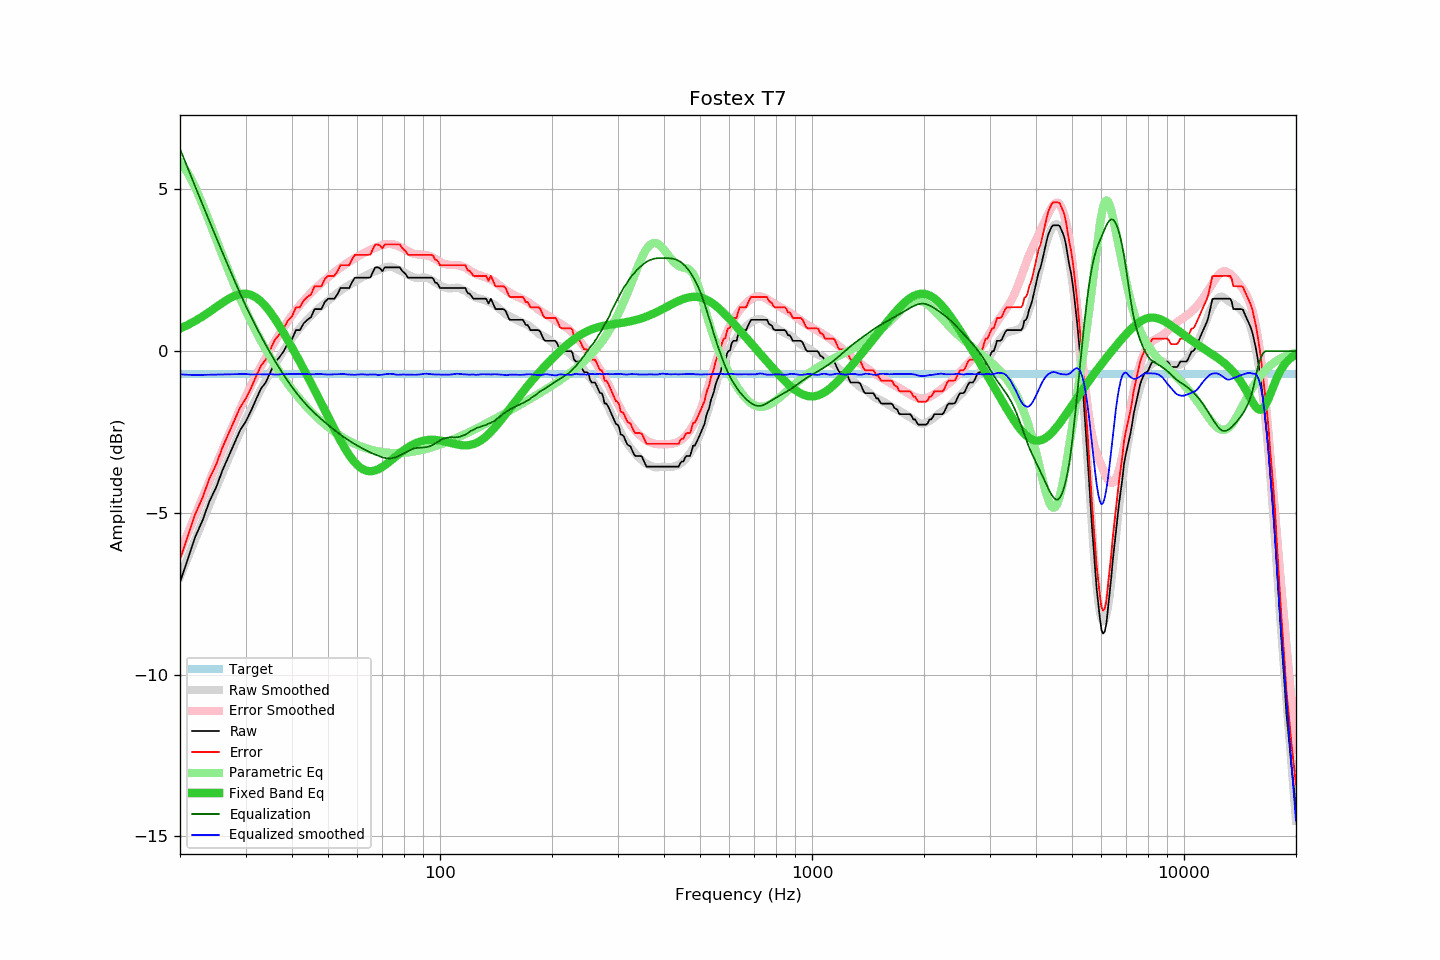 Fostex T7
5
0
−5
−10
−15
Amplitude (dBr)
Target
Raw Smoothed
Error Smoothed
Raw
Error
Parametric Eq
Fixed Band Eq
Equalization
Equalized smoothed
100
1000
10000
Frequency (Hz)